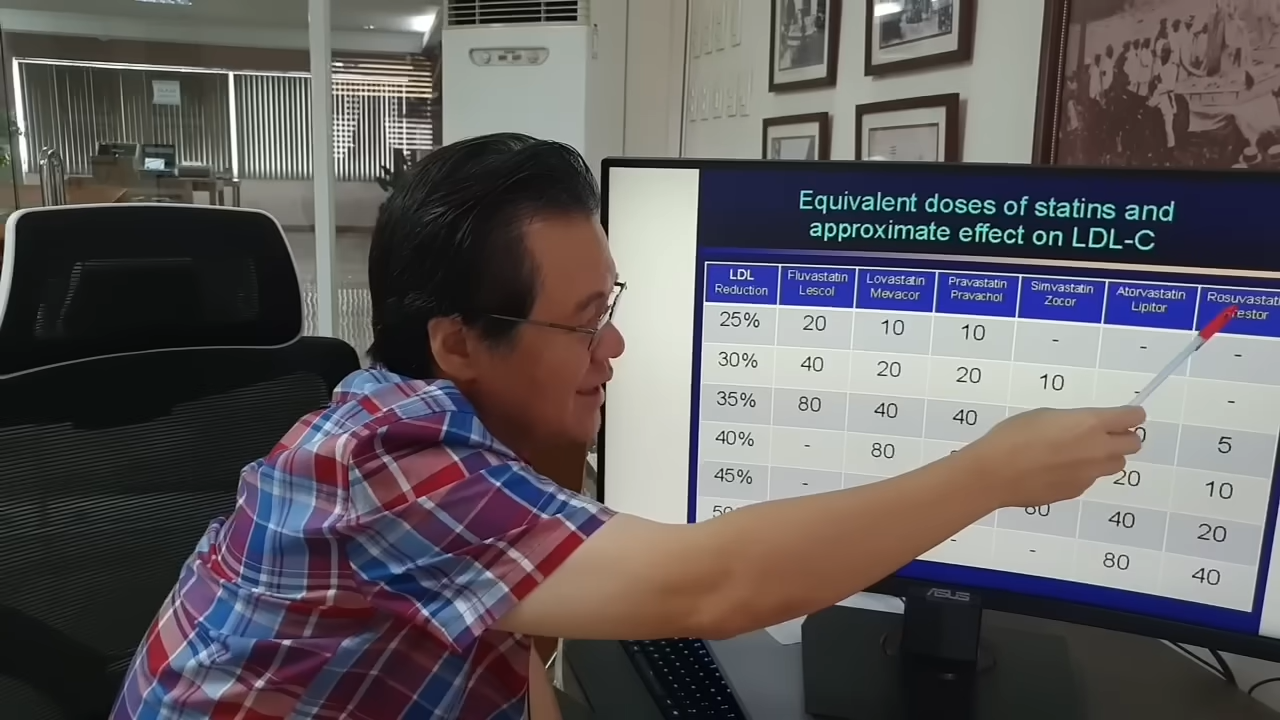 Equivalent doses of statins and
approximate effect on LDL-C
LDL Reduction Fluvastatin Lescol Lovastatin Mevacor Pravastatin Pravachol Simvastatin Zocor Atorvastatin Lipitor
25% 20 10 10 - - -
30% 40 20 20 10 - -
35% 80 40 40 5
40% - 80 20 10
45% - 40 20
- - 80 40
ASUS